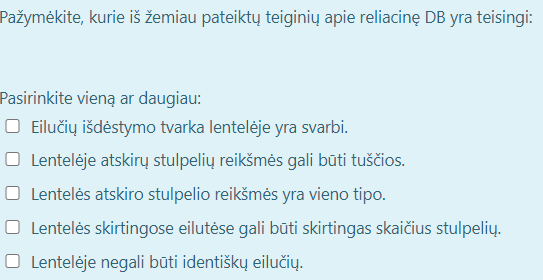 Pažymėkite, kurie iš žemiau pateiktų teiginių apie reliacinę DB yra teisingi:
Pasirinkite vieną ar daugiau:
Eilučių išdėstymo tvarka lentelėje yra svarbi.
Lentelėje atskirų stulpelių reikšmės gali būti tuščios.
Lentelės atskiro stulpelio reikšmės yra vieno tipo.
Lentelės skirtingose eilutėse gali būti skirtingas skaičius stulpelių.
Lentelėje negali būti identiškų eilučių.